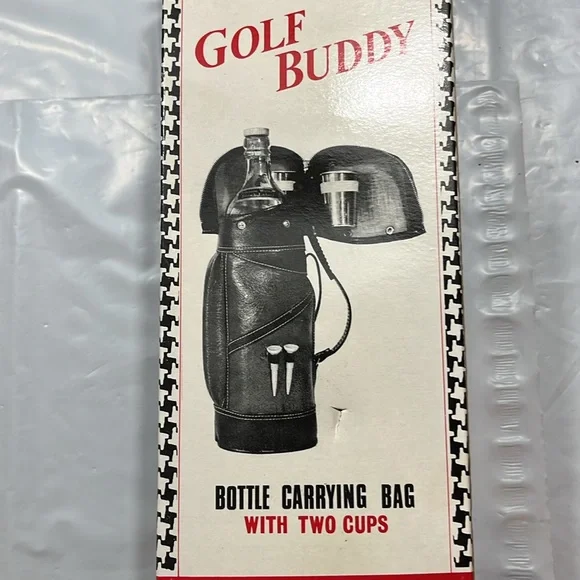 GOLF
BUDDY
BOTTLE CARRYING BAG
WITH TWO CUPS